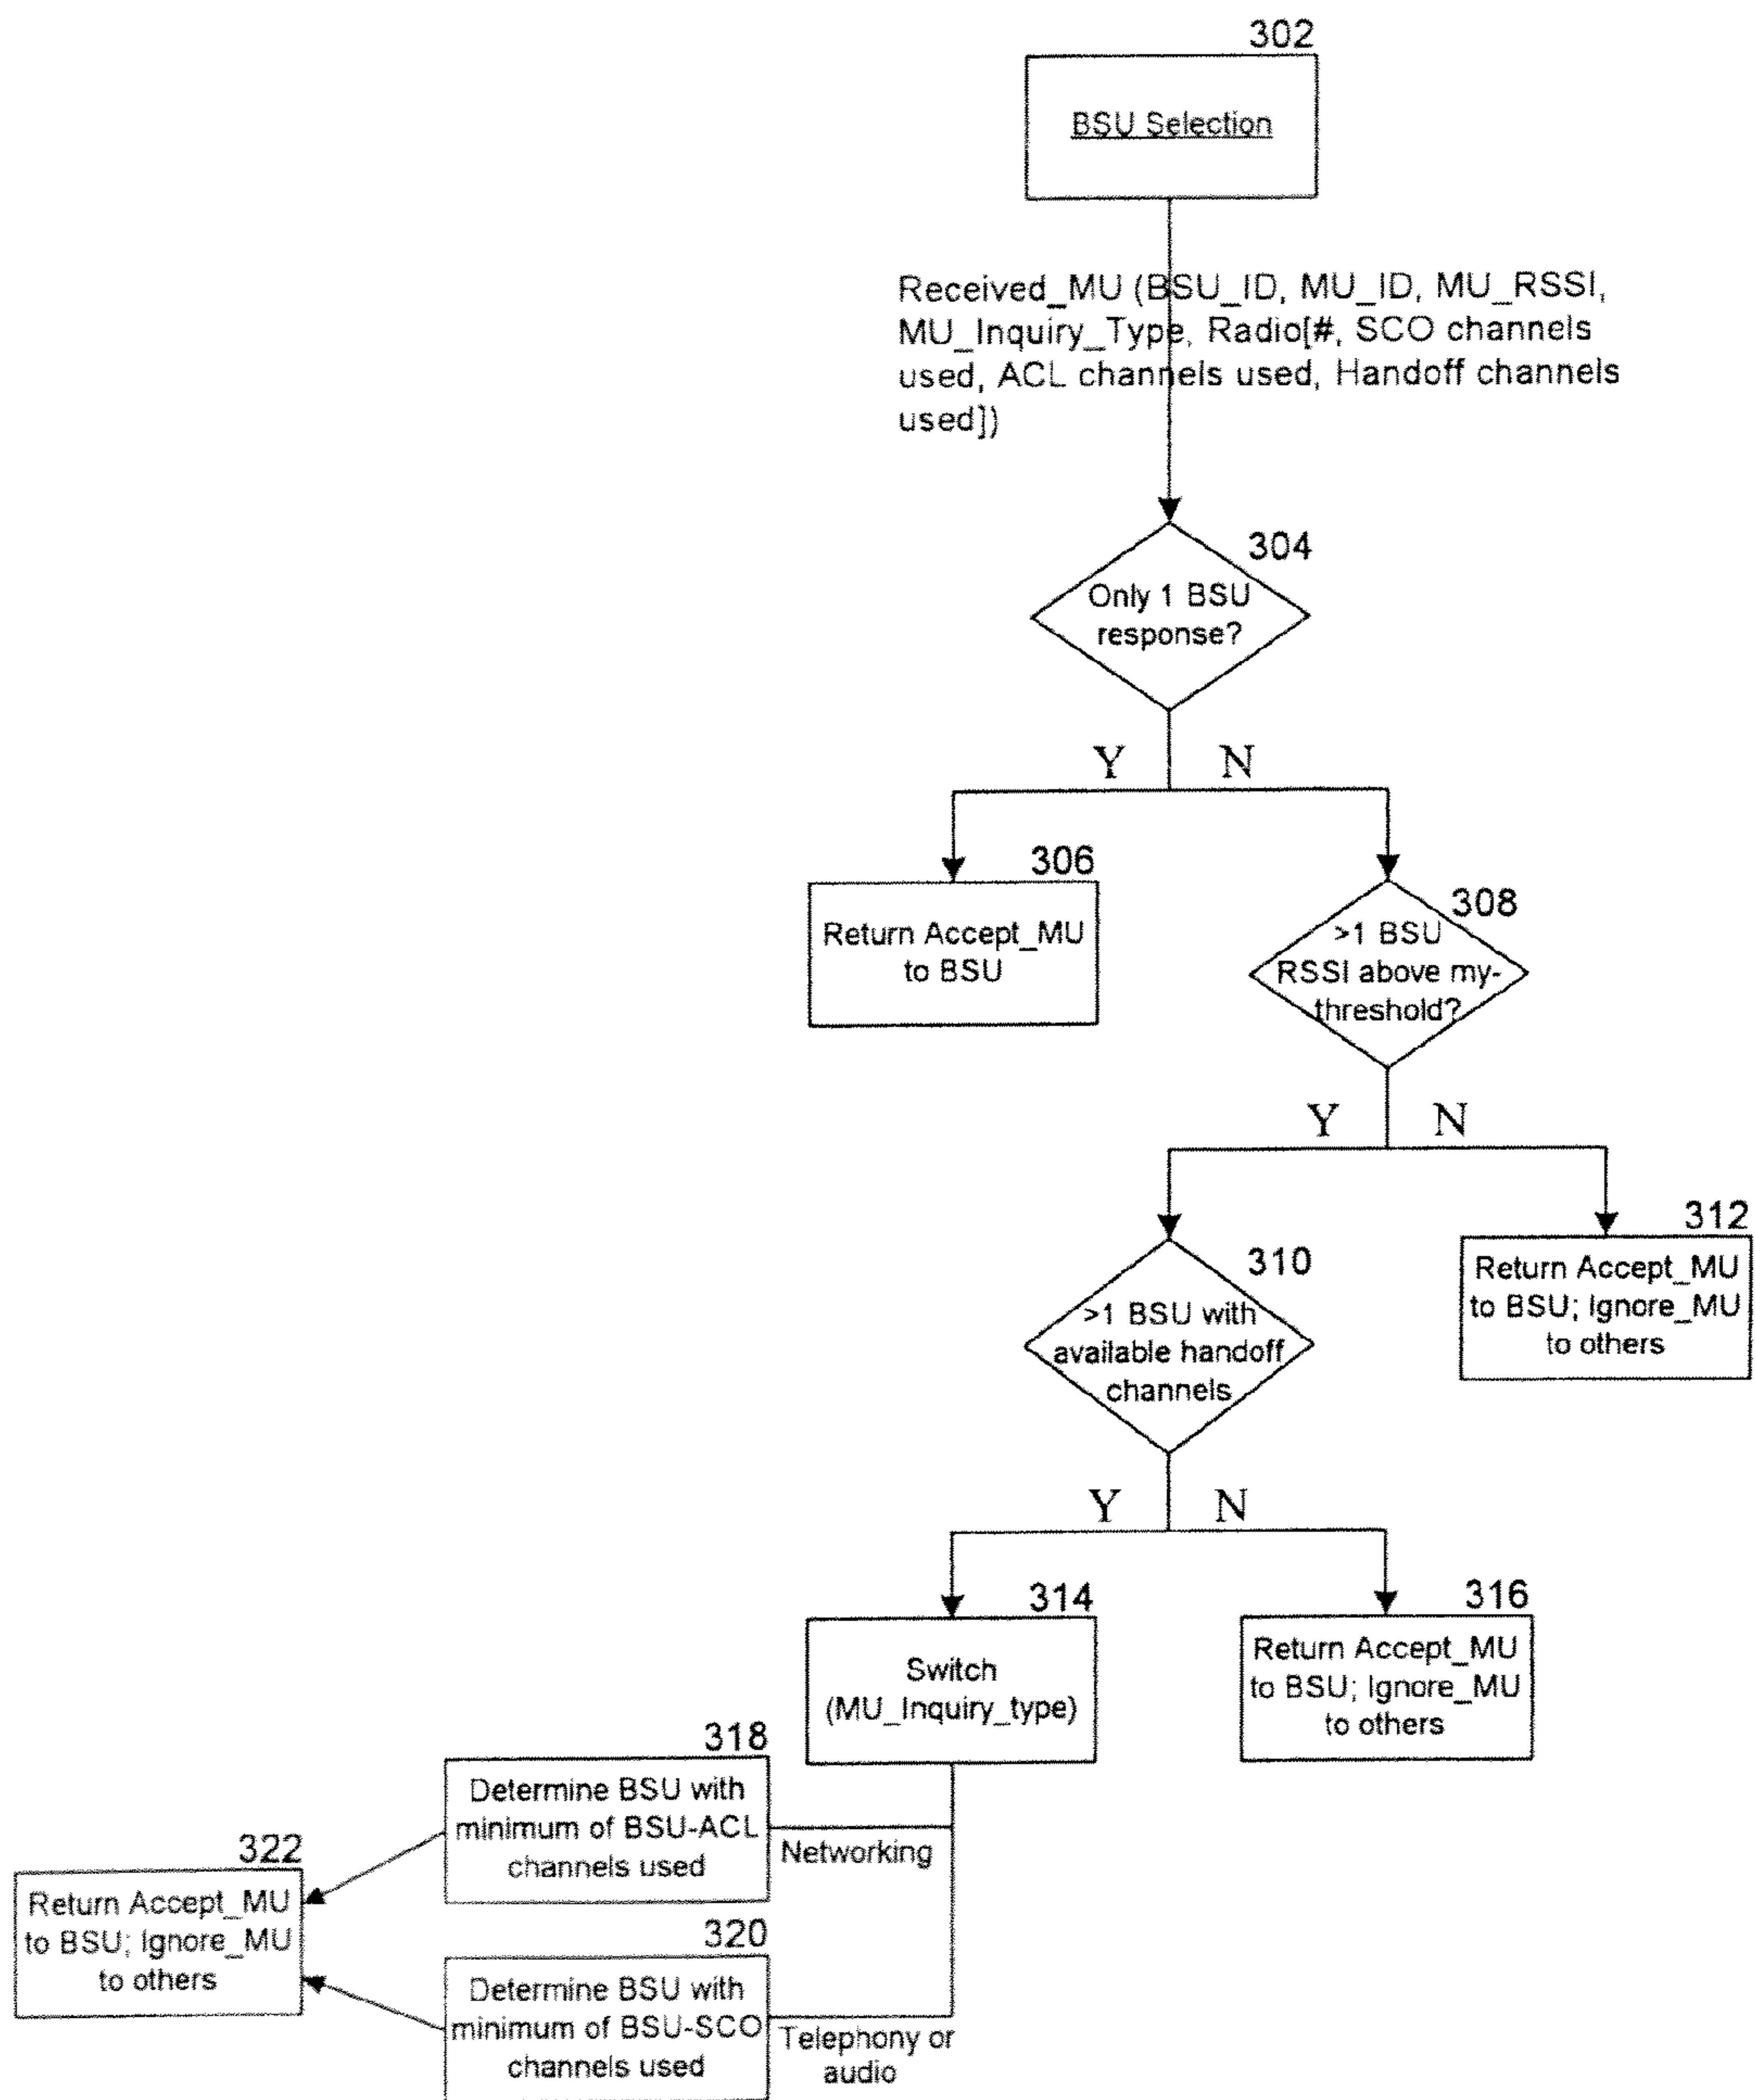 302
BSU Selection
Received_MU (BSU_ID, MU_ID, MU_RSSI,
MU_Inquiry_Type, Radio[#, SCO channels
used, ACL channels used, Handoff channels
used])
304
Only 1 BSU
response?
Y N
306
Return Accept_MU
to BSU
308
>1 BSU
RSSI above my-
threshold?
Y N
310
>1 BSU with
available handoff
channels
312
Return Accept_MU
to BSU; Ignore_MU
to others
Y N
314
Switch
(MU_Inquiry_type)
316
Return Accept_MU
to BSU; Ignore_MU
to others
318
Determine BSU with
minimum of BSU-ACL
channels used
Networking
320
Determine BSU with
minimum of BSU-SCO
channels used
Telephony or
audio
322
Return Accept_MU
to BSU; Ignore_MU
to others